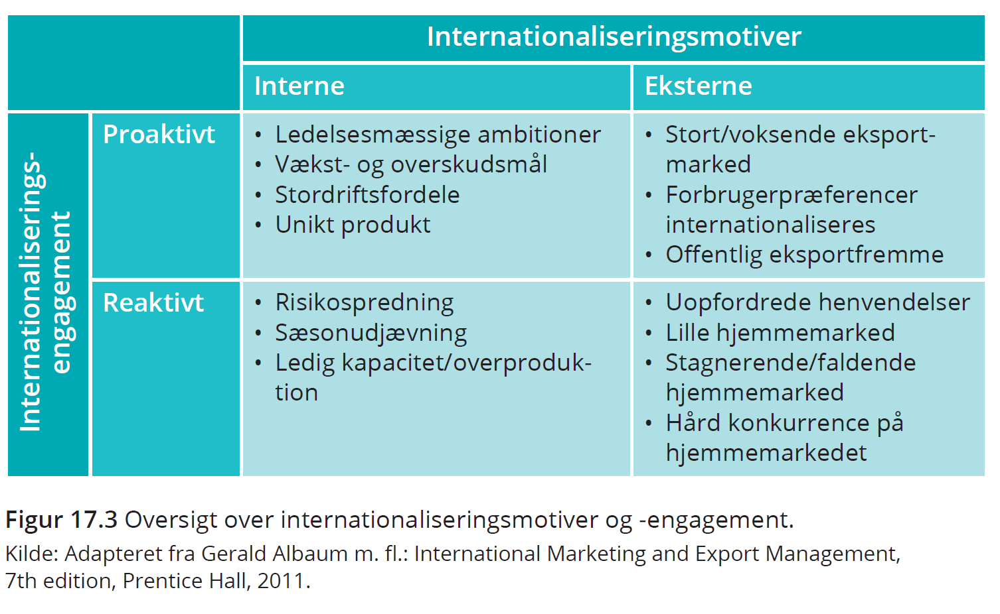 Internationaliseringsmotiver
Interne
Eksterne
Internationaliserings-
engagement
Proaktivt
• Ledelsesmæssige ambitioner
• Vækst- og overskudsmål
• Stordriftsfordele
• Unikt produkt
• Stort/voksende eksport-
marked
• Forbrugerpræferencer
internationaliseres
• Offentlig eksportfremme
Reaktivt
• Risikospredning
• Sæsonudjævning
• Ledig kapacitet/overproduk-
tion
• Uopfordrede henvendelser
• Lille hjemmemarked
• Stagnerende/faldende
hjemmemarked
• Hård konkurrence på
hjemmemarkedet
Figur 17.3 Oversigt over internationaliseringsmotiver og -engagement.
Kilde: Adapteret fra Gerald Albaum m. fl.: International Marketing and Export Management,
7th edition, Prentice Hall, 2011.